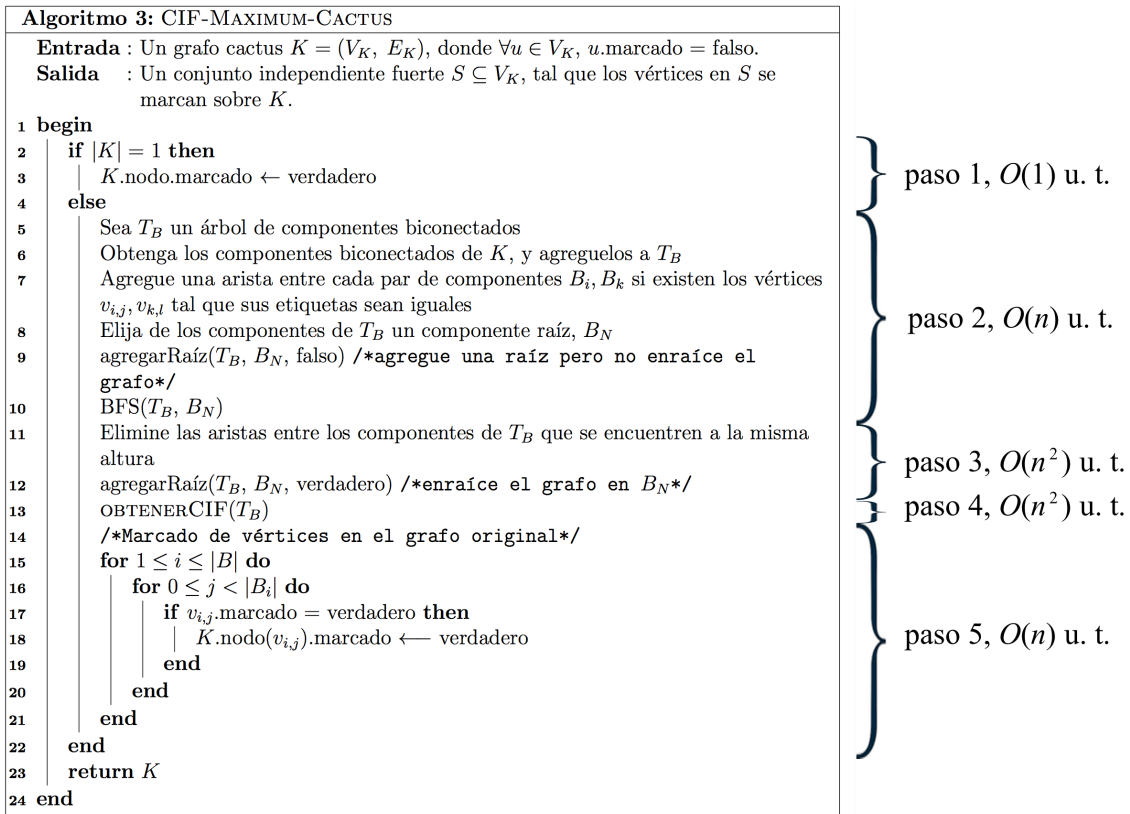 Algoritmo 3: CIF-Maximum-Cactus
Entrada : Un grafo cactus K = (V_K, E_K), donde ∀u ∈ V_K, u.marcado = falso.
Salida : Un conjunto independiente fuerte S ⊆ V_K, tal que los vértices en S se
marcan sobre K.
1 begin
2 if |K| = 1 then
3 K.nodo.marcado ← verdadero
4 else
5 Sea T_B un árbol de componentes biconectados
6 Obtenga los componentes biconectados de K, y agreguelos a T_B
7 Agregue una arista entre cada par de componentes B_i, B_k si existen los vértices
v_{i,j}, v_{k,l} tal que sus etiquetas sean iguales
8 Elija de los componentes de T_B un componente raíz, B_N
9 agregarRaíz(T_B, B_N, falso) /*agregue una raíz pero no enraíce el
grafo*/
10 BFS(T_B, B_N)
11 Elimine las aristas entre los componentes de T_B que se encuentren a la misma
altura
12 agregarRaíz(T_B, B_N, verdadero) /*enraíce el grafo en B_N*/
13 obtenerCIF(T_B)
14 /*Marcado de vértices en el grafo original*/
15 for 1 ≤ i ≤ |B| do
16 for 0 ≤ j < |B_i| do
17 if v_{i,j}.marcado = verdadero then
18 K.nodo(v_{i,j}).marcado ⟵ verdadero
19 end
20 end
21 end
22 end
23 return K
24 end
paso 1, O(1) u. t.
paso 2, O(n) u. t.
paso 3, O(n²) u. t.
paso 4, O(n²) u. t.
paso 5, O(n) u. t.